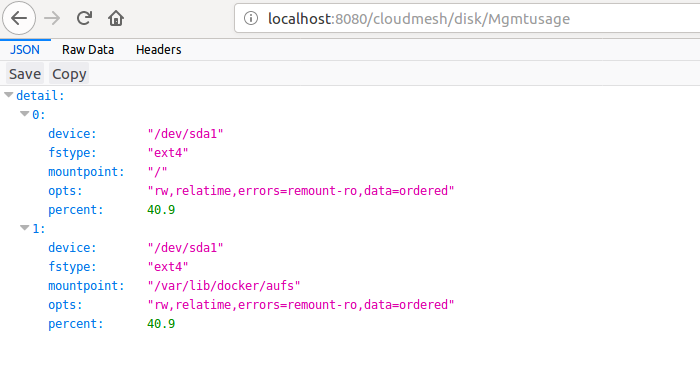 localhost:8080/cloudmesh/disk/Mgmtusage
JSON Raw Data Headers
Save Copy
detail:
0:
device: "/dev/sda1"
fstype: "ext4"
mountpoint: "/"
opts: "rw,relatime,errors=remount-ro,data=ordered"
percent: 40.9
1:
device: "/dev/sda1"
fstype: "ext4"
mountpoint: "/var/lib/docker/aufs"
opts: "rw,relatime,errors=remount-ro,data=ordered"
percent: 40.9